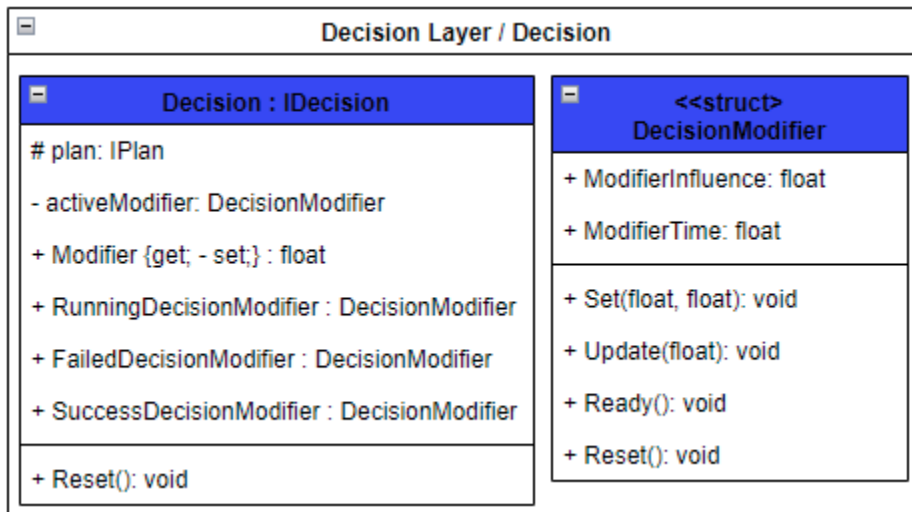 Decision Layer / Decision
Decision : IDecision
# plan: IPlan
- activeModifier: DecisionModifier
+ Modifier {get; - set;} : float
+ RunningDecisionModifier : DecisionModifier
+ FailedDecisionModifier : DecisionModifier
+ SuccessDecisionModifier : DecisionModifier
+ Reset(): void
<<struct>
DecisionModifier
+ ModifierInfluence: float
+ ModifierTime: float
+ Set(float, float): void
+ Update(float): void
+ Ready(): void
+ Reset(): void